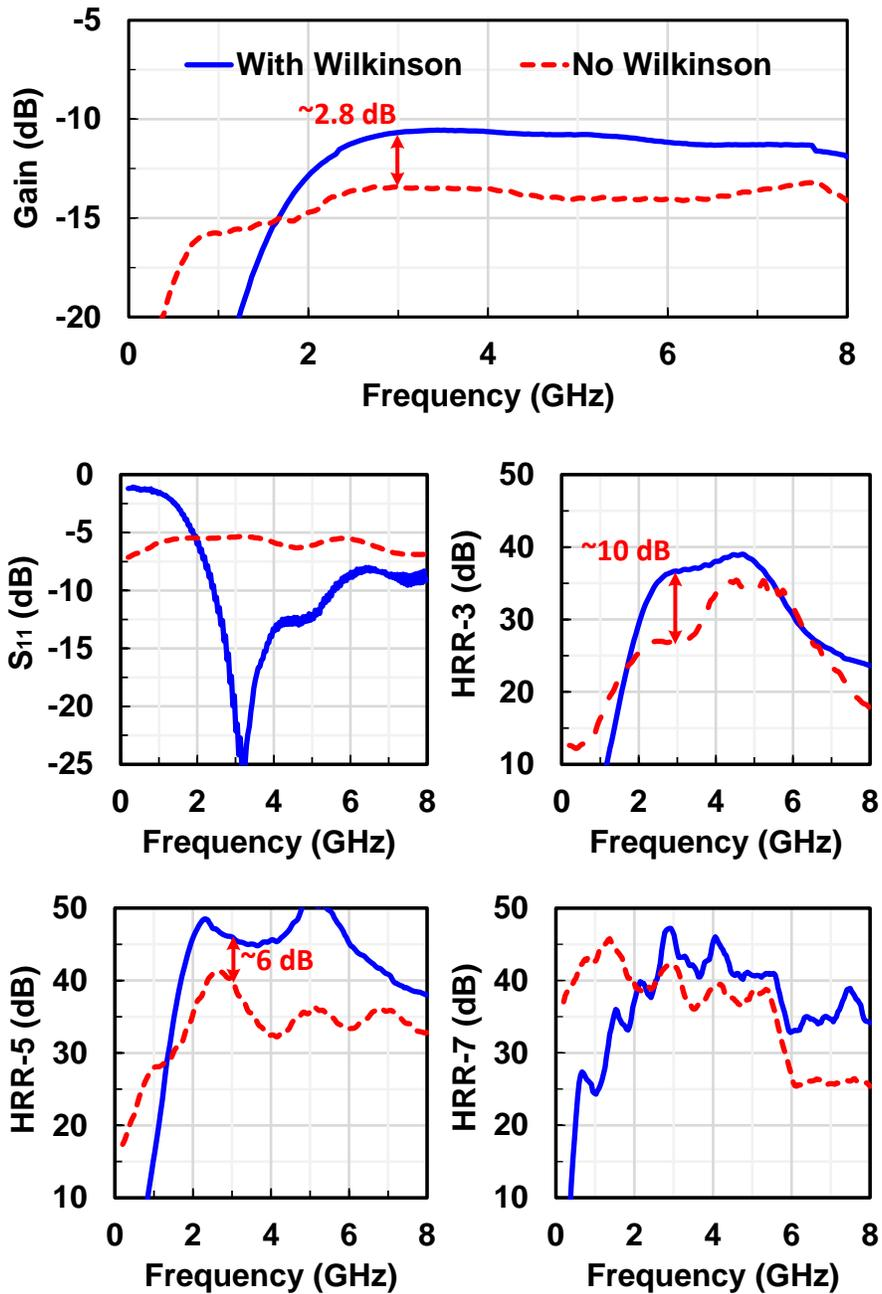 -5
With Wilkinson No Wilkinson
~2.8 dB
-10
-15
-20
Gain (dB)
0 2 4 6 8
Frequency (GHz)
0
-5
-10
-15
-20
-25
S11 (dB)
0 2 4 6 8
Frequency (GHz)
50
40
30
20
10
~10 dB
HRR-3 (dB)
0 2 4 6 8
Frequency (GHz)
50
40
30
20
10
~6 dB
HRR-5 (dB)
0 2 4 6 8
Frequency (GHz)
50
40
30
20
10
HRR-7 (dB)
0 2 4 6 8
Frequency (GHz)